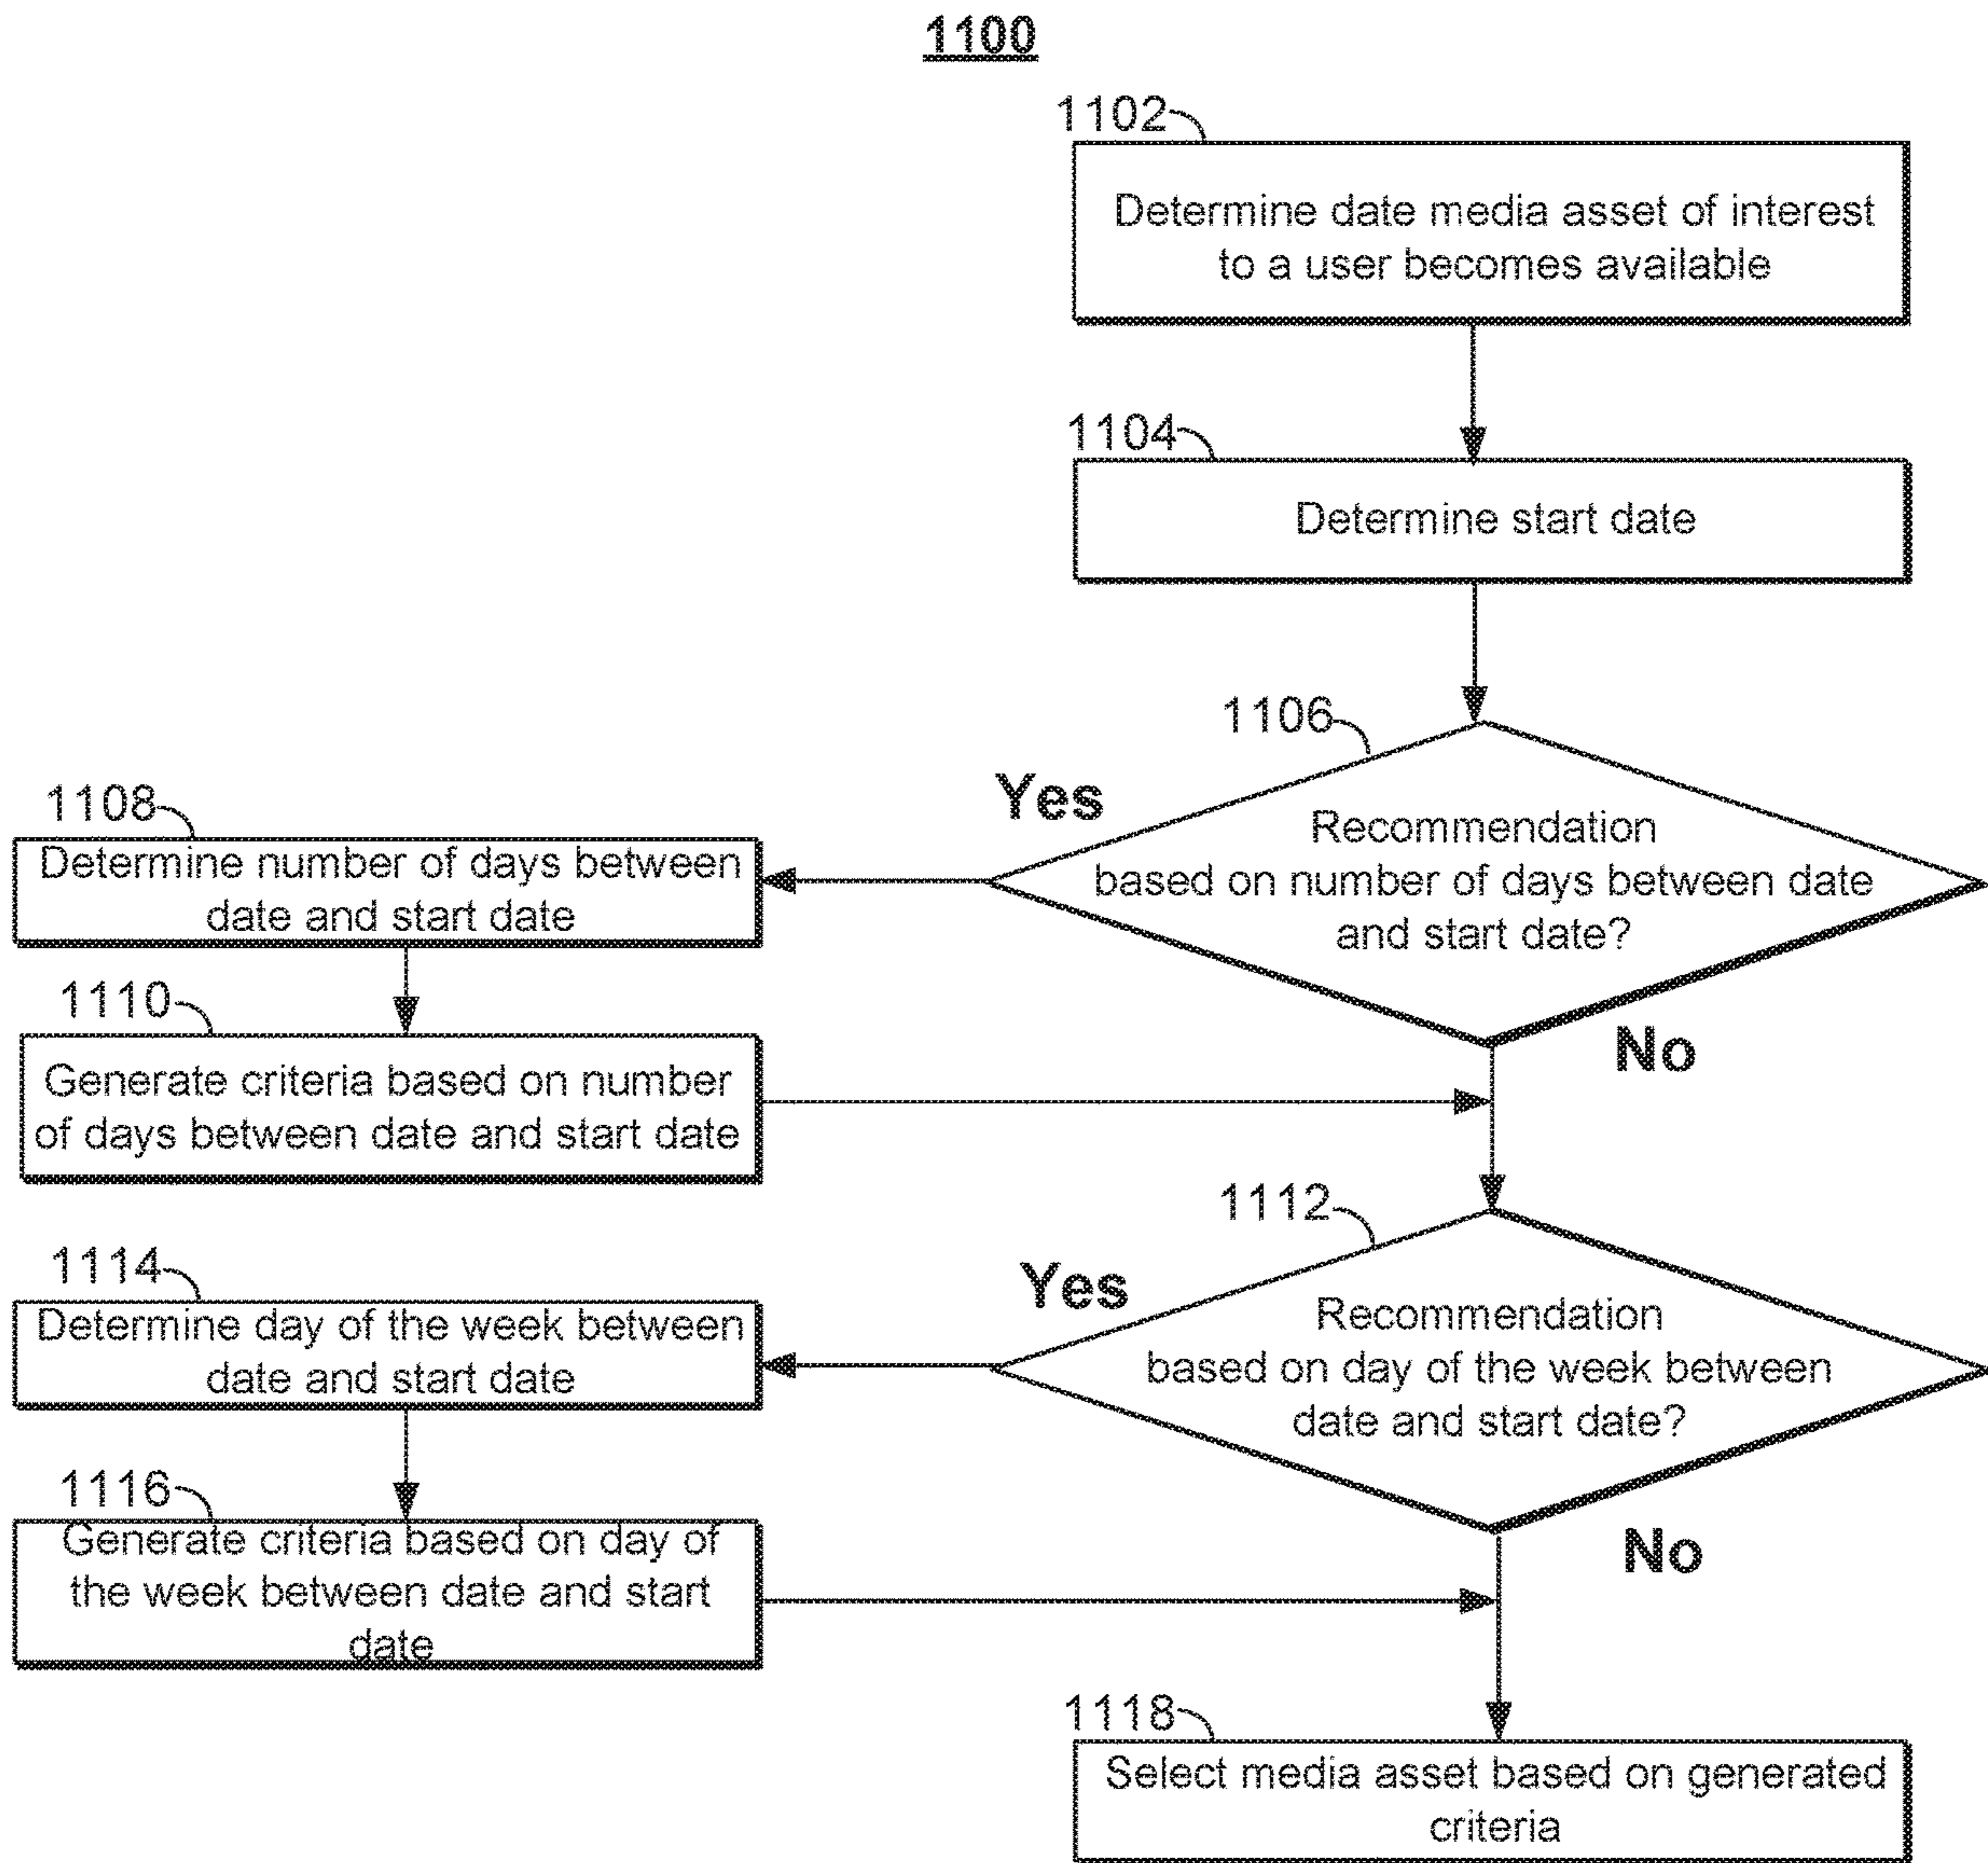 1100
1102
Determine date media asset of interest
to a user becomes available
1104
Determine start date
1106
Yes
Recommendation
based on number of days between date
and start date?
No
1108
Determine number of days between
date and start date
1110
Generate criteria based on number
of days between date and start date
1112
Yes
Recommendation
based on day of the week between
date and start date?
No
1114
Determine day of the week between
date and start date
1116
Generate criteria based on day of
the week between date and start
date
1118
Select media asset based on generated
criteria